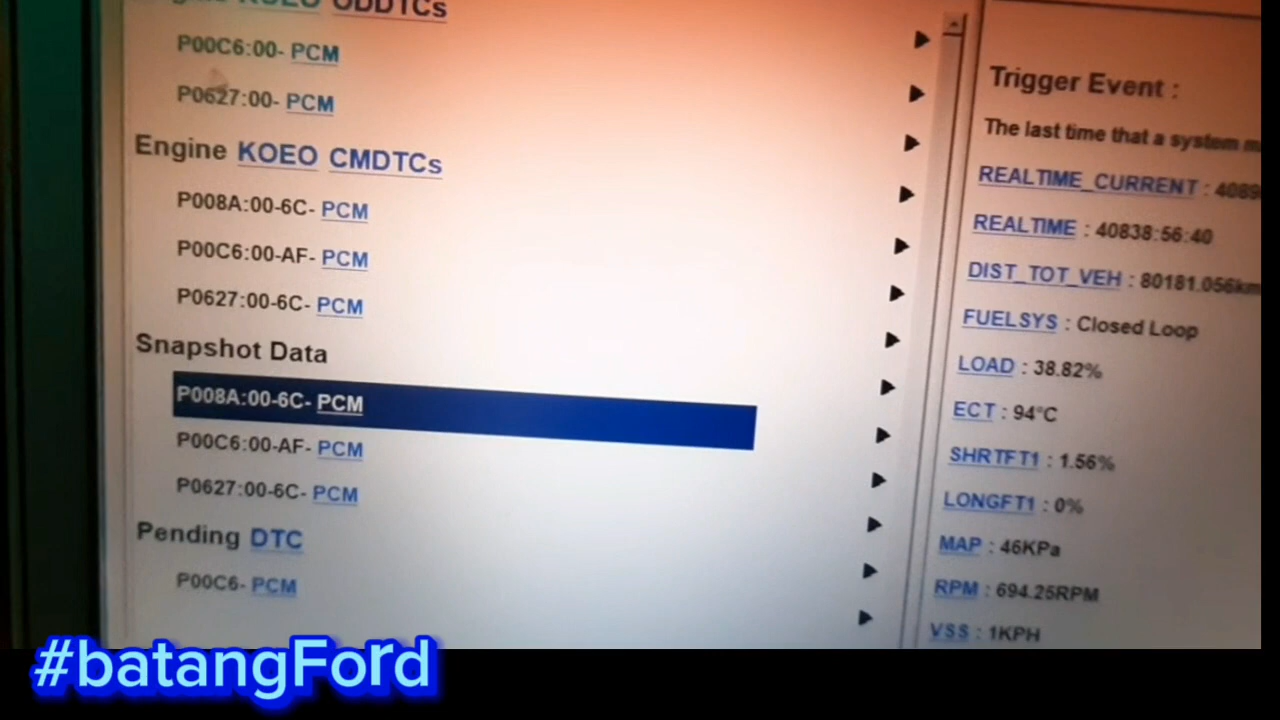 KOEO ODDTCs
P00C6:00- PCM
P0627:00- PCM
Engine KOEO CMDTCs
P008A:00-6C- PCM
P00C6:00-AF- PCM
P0627:00-6C- PCM
Snapshot Data
P008A:00-6C- PCM
P00C6:00-AF- PCM
P0627:00-6C- PCM
Pending DTC
P00C6- PCM
Trigger Event :
The last time that a system
REALTIME_CURRENT :
REALTIME : 40838:56:40
DIST_TOT_VEH : 80181.056km
FUELSYS : Closed Loop
LOAD : 38.82%
ECT : 94°C
SHRTFT1 : 1.56%
LONGFT1 : 0%
MAP : 46KPa
RPM : 694.25RPM
VSS : 1KPH
#batangFord